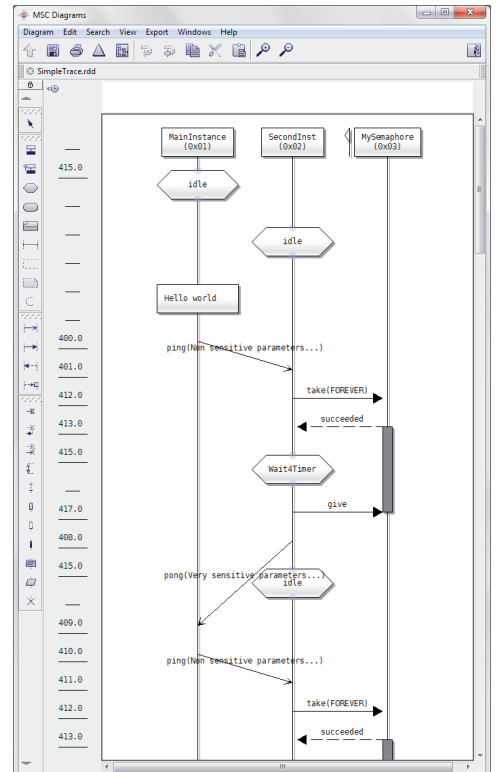 MSC Diagrams
Diagram Edit Search View Export Windows Help
SimpleTrace.rdd
MainInstance
(0x01)
SecondInst
(0x02)
MySemaphore
(0x03)
415.0
idle
idle
Hello world
400.0
ping(Non sensitive parameters...)
401.0
412.0
take(FOREVER)
413.0
succeeded
415.0
Wait4Timer
417.0
give
408.0
415.0
pong(Very sensitive parameters...)
idle
409.0
410.0
ping(Non sensitive parameters...)
411.0
412.0
take(FOREVER)
413.0
succeeded